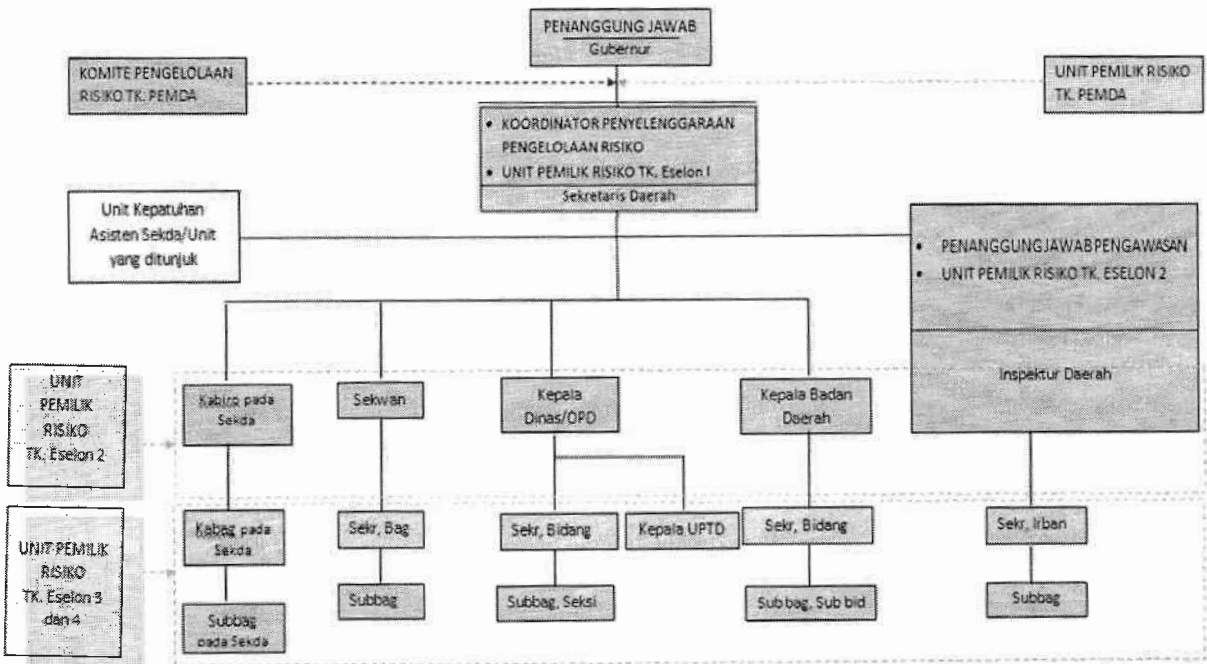 PENANGGUNG JAWAB
Gubernur
KOMITE PENGELOLAAN
RISIKO TK. PEMDA
UNIT PEMILIK RISIKO
TK. PEMDA
• KOORDINATOR PENYELENGGARAAN
PENGELOLAAN RISIKO
• UNIT PEMILIK RISIKO TK. Eselon I
Sekretaris Daerah
Unit Kepatuhan
Asisten Sekda/Unit
yang ditunjuk
• PENANGGUNG JAWAB PENGAWASAN
• UNIT PEMILIK RISIKO TK. ESELON 2
Inspektur Daerah
UNIT
PEMILIK
RISIKO
TK. Eselon 2
Kabiro pada
Sekda
Sekwan
Kepala
Dinas/OPD
Kepala Badan
Daerah
UNIT PEMILIK
RISIKO
TK. Eselon 3
dan 4
Kabag pada
Sekda
Sekr, Bag
Sekr, Bidang
Kepala UPTD
Sekr, Bidang
Sekr, Irban
Subbag
pada Sekda
Subbag
Subbag, Seksi
Sub bag, Sub bid
Subbag